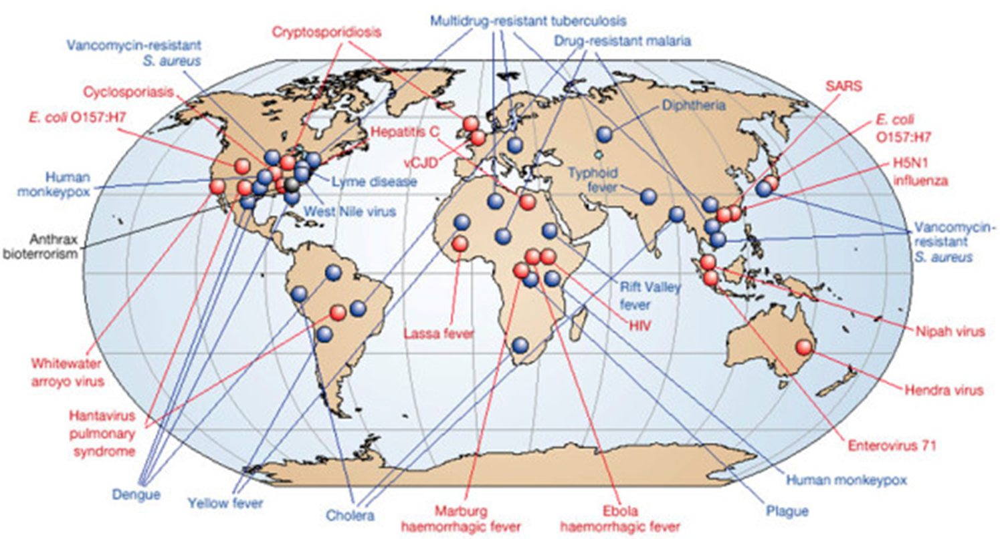 Multidrug-resistant tuberculosis
Cryptosporidiosis
Drug-resistant malaria
Vancomycin-resistant
S. aureus
Cyclosporiasis
E. coli O157:H7
SARS
Diphtheria
E. coli
O157:H7
Hepatitis C
vCJD
H5N1
influenza
Human
monkeypox
Lyme disease
Typhoid
fever
West Nile virus
Anthrax
bioterrorism
Vancomycin-
resistant
S. aureus
Rift Valley
fever
HIV
Lassa fever
Nipah virus
Whitewater
arroyo virus
Hendra virus
Hantavirus
pulmonary
syndrome
Enterovirus 71
Human monkeypox
Dengue
Yellow fever
Cholera
Marburg
haemorrhagic fever
Ebola
haemorrhagic fever
Plague